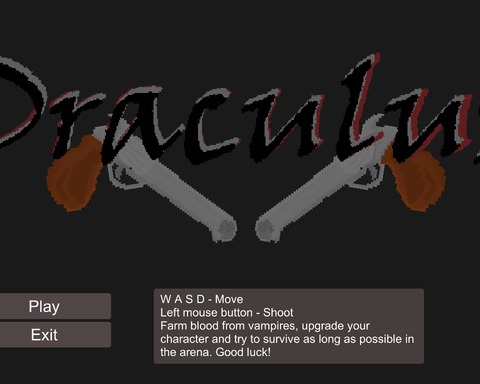 Draculus
Play
Exit
W A S D - Move
Left mouse button - Shoot
Farm blood from vampires, upgrade your
character and try to survive as long as possible in
the arena. Good luck!